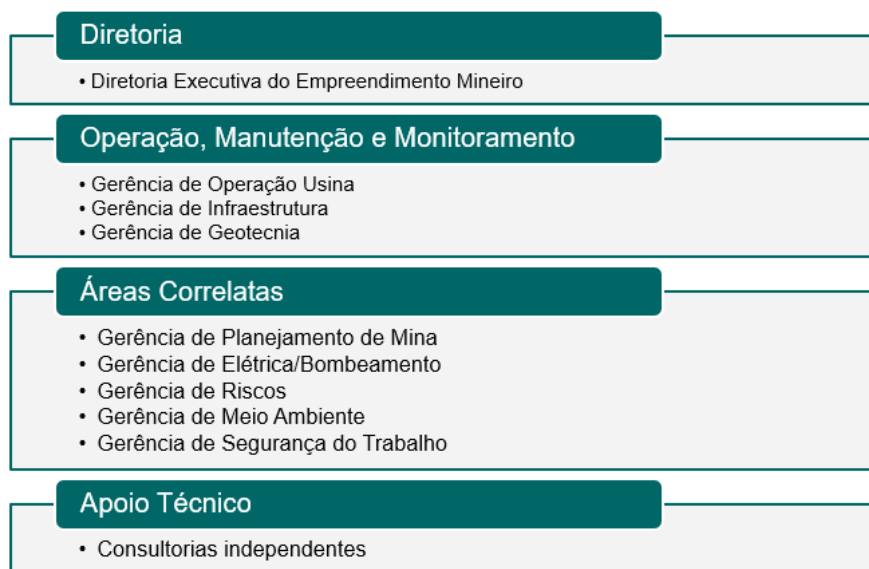 Diretoria
• Diretoria Executiva do Empreendimento Mineiro
Operação, Manutenção e Monitoramento
• Gerência de Operação Usina
• Gerência de Infraestrutura
• Gerência de Geotecnia
Áreas Correlatas
• Gerência de Planejamento de Mina
• Gerência de Elétrica/Bombeamento
• Gerência de Riscos
• Gerência de Meio Ambiente
• Gerência de Segurança do Trabalho
Apoio Técnico
• Consultorias independentes